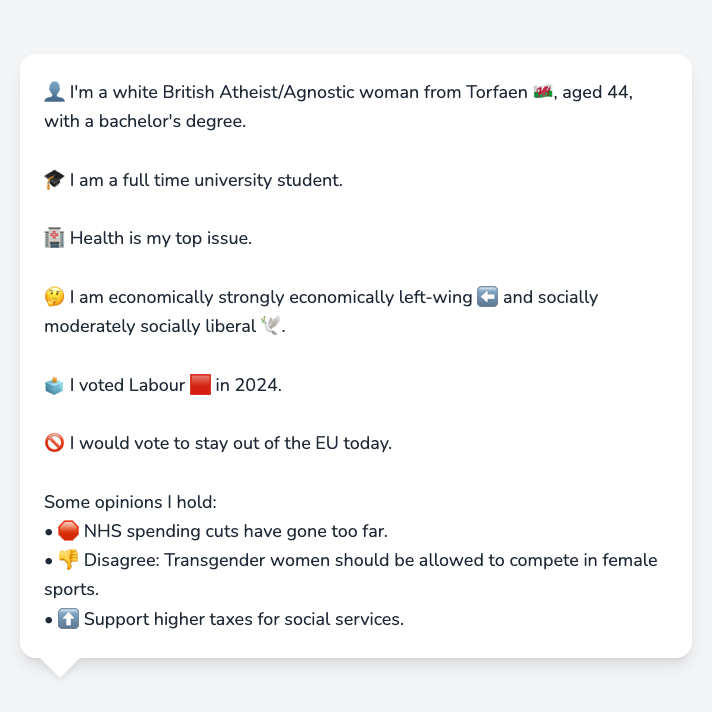 👤 I'm a white British Atheist/Agnostic woman from Torfaen 🏴󠁧󠁢󠁷󠁬󠁳󠁿, aged 44,
with a bachelor's degree.
🎓 I am a full time university student.
🏥 Health is my top issue.
🤔 I am economically strongly economically left-wing ⬅️ and socially
moderately socially liberal 🕊️.
🗳️ I voted Labour 🟥 in 2024.
🚫 I would vote to stay out of the EU today.
Some opinions I hold:
• 🛑 NHS spending cuts have gone too far.
• 👎 Disagree: Transgender women should be allowed to compete in female
sports.
• ⬆️ Support higher taxes for social services.